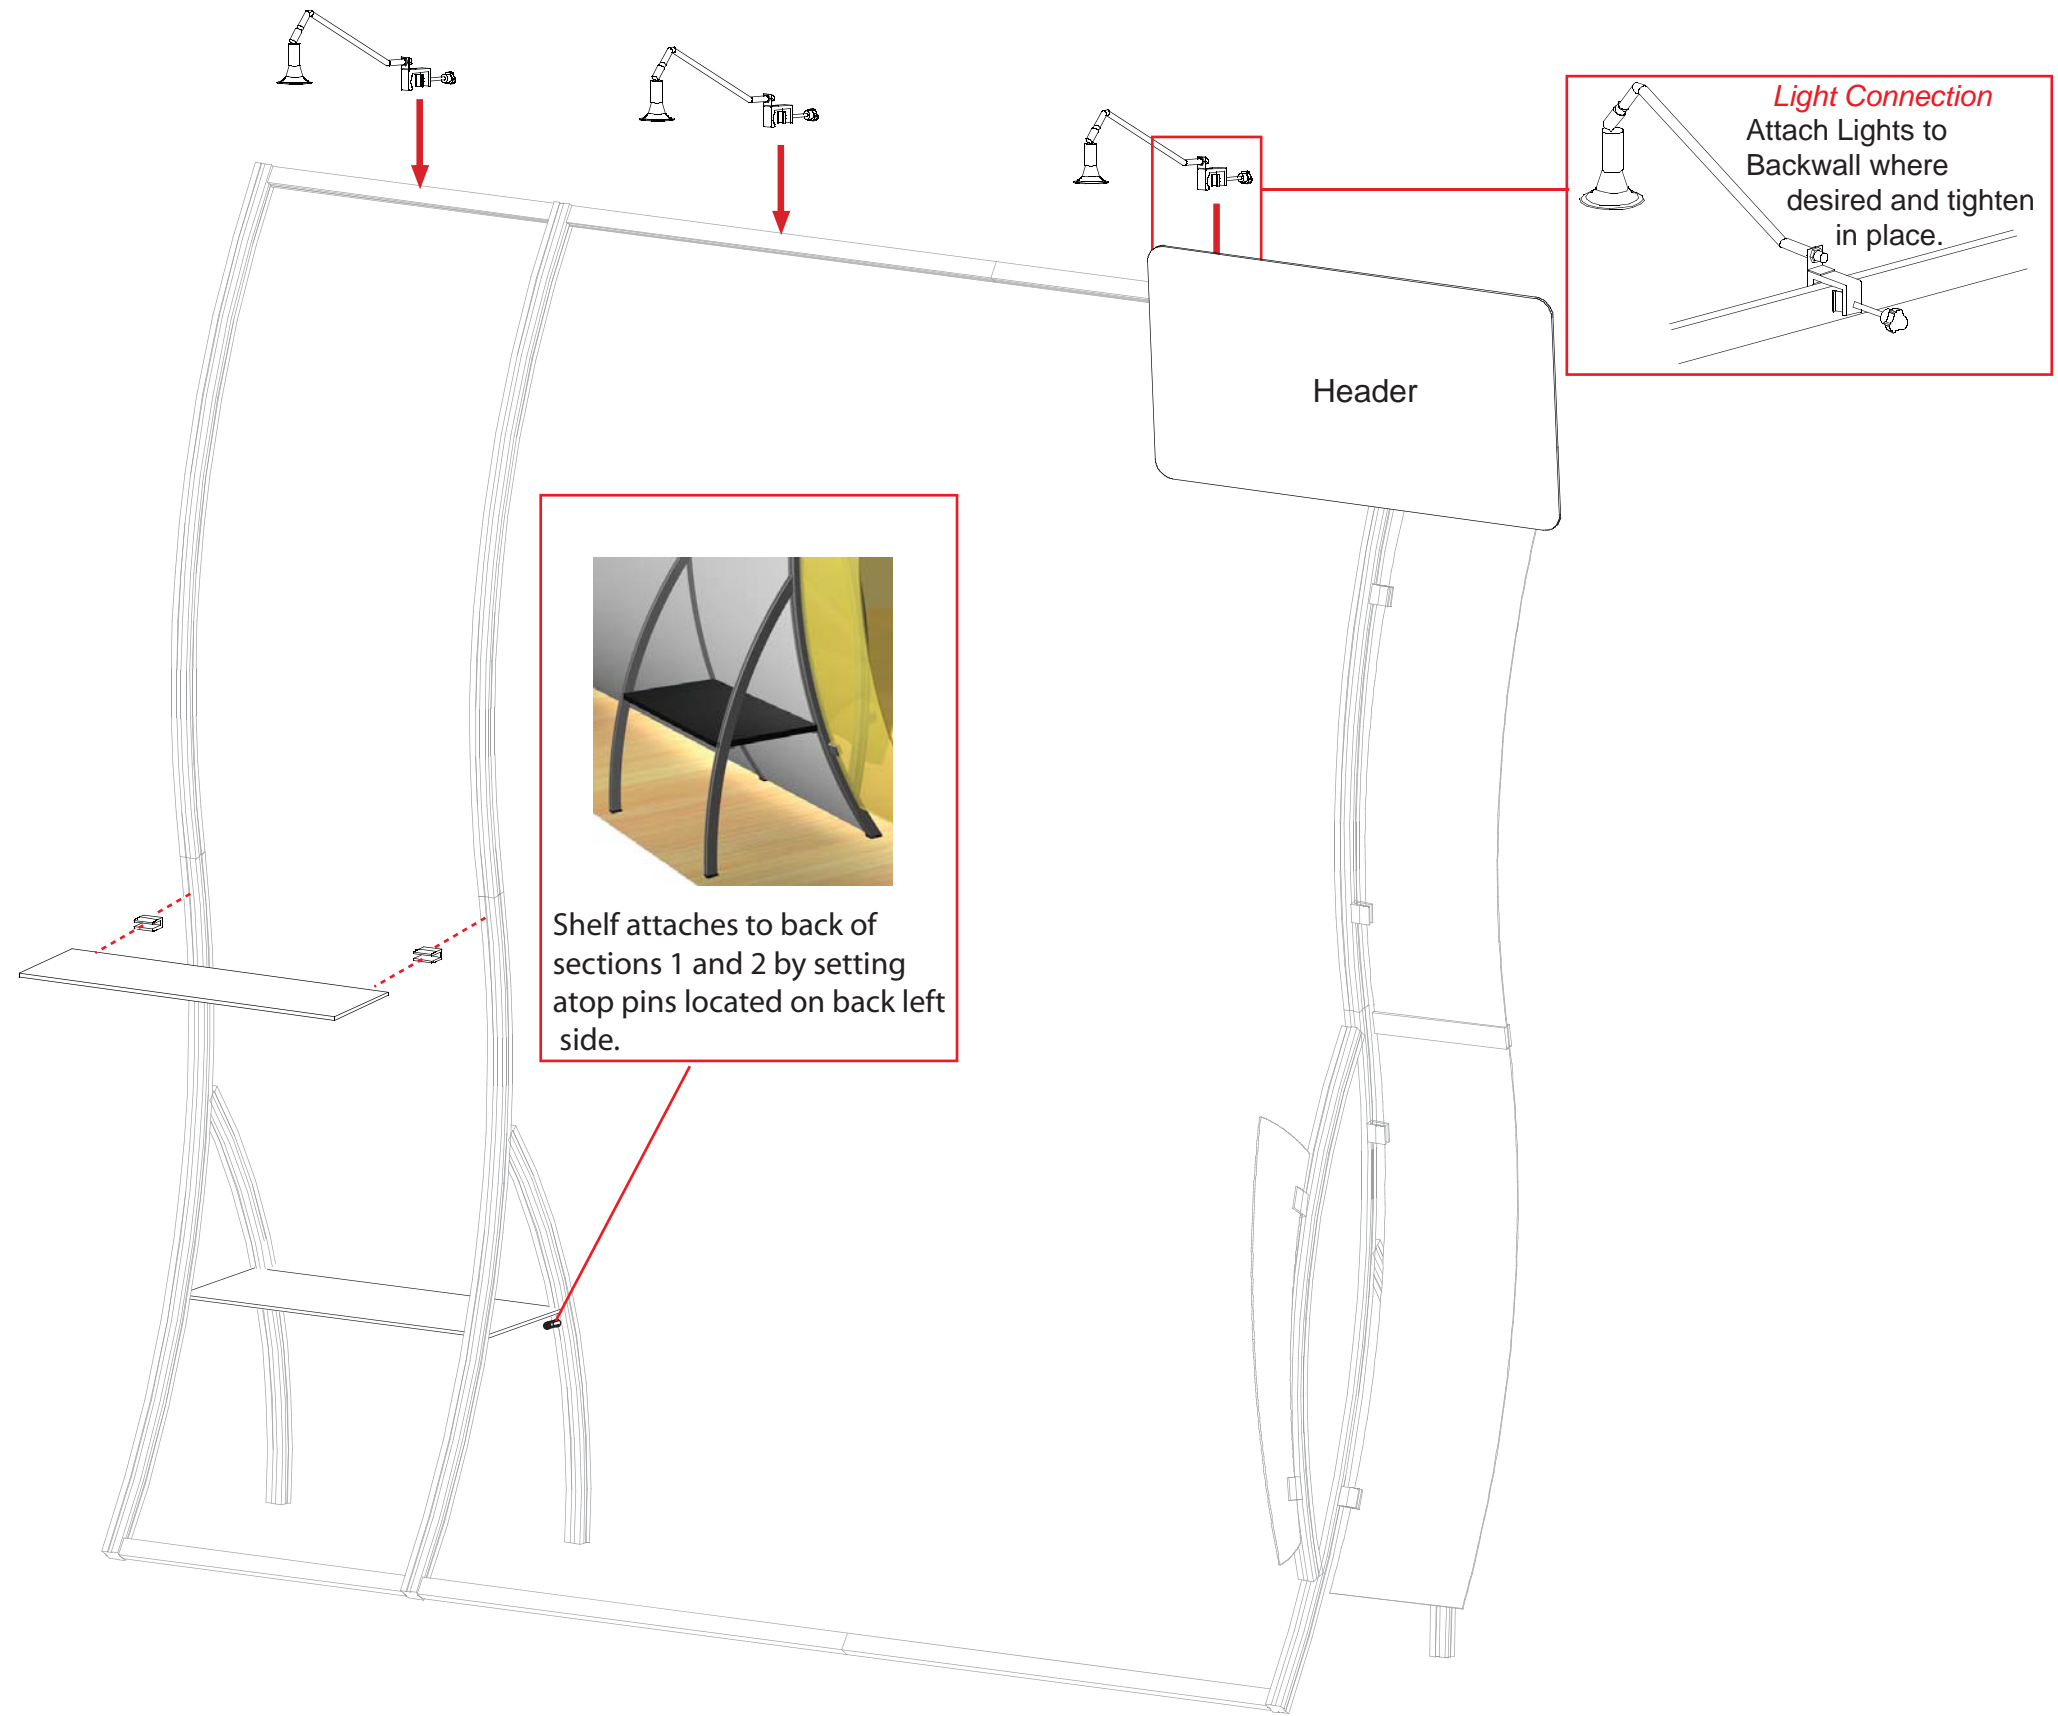 Light Connection
Attach Lights to
Backwall where
desired and tighten
in place.
Header
Shelf attaches to back of
sections 1 and 2 by setting
atop pins located on back left
side.